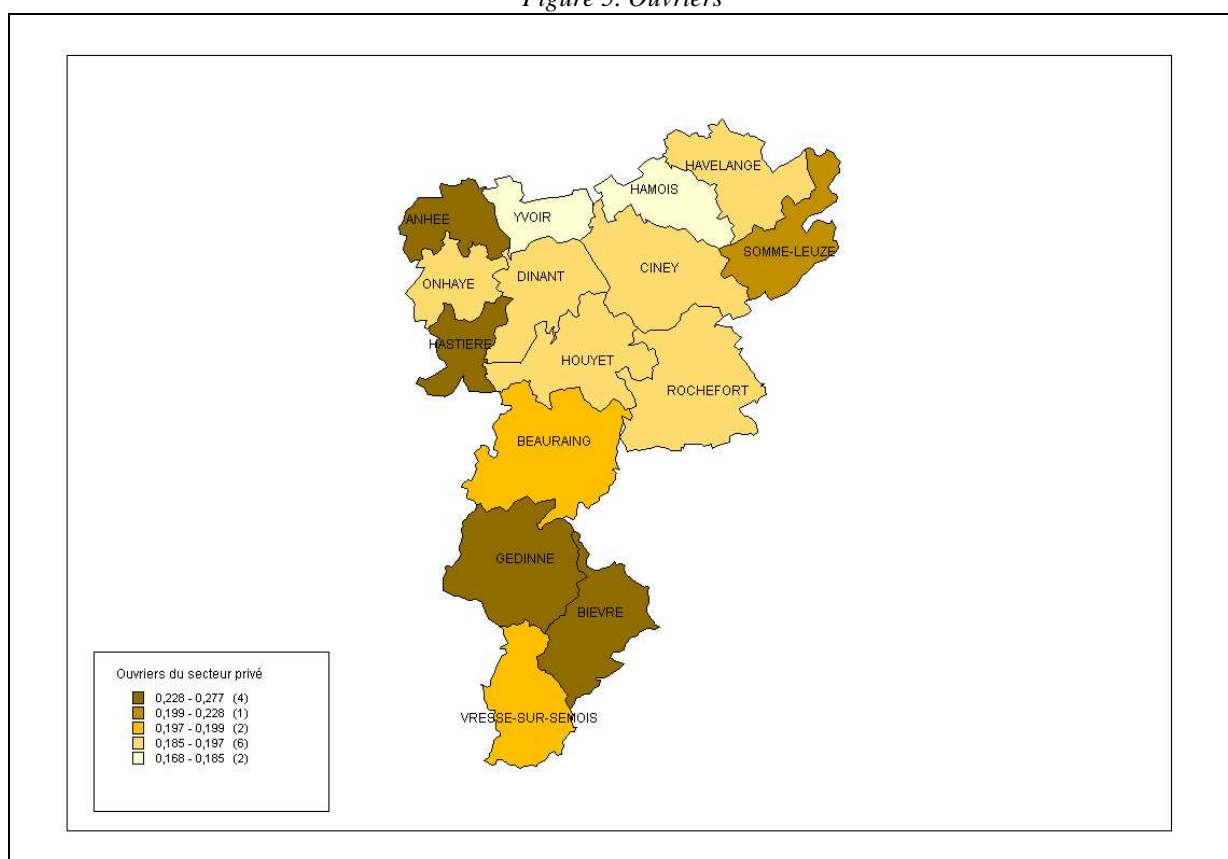 Figure 5. Ouvriers
HAVELANGE
HAMOIS
ANHEE
YVOIR
SOMME-LEUZE
CINEY
DINANT
ONHAYE
HASTIERE
HOUYET
ROCHEFORT
BEAURAING
GEDINNE
BIEVRE
VRESSE-SUR-SEMOIS
Ouvriers du secteur privé
0,228 - 0,277 (4)
0,199 - 0,228 (1)
0,197 - 0,199 (2)
0,185 - 0,197 (6)
0,168 - 0,185 (2)